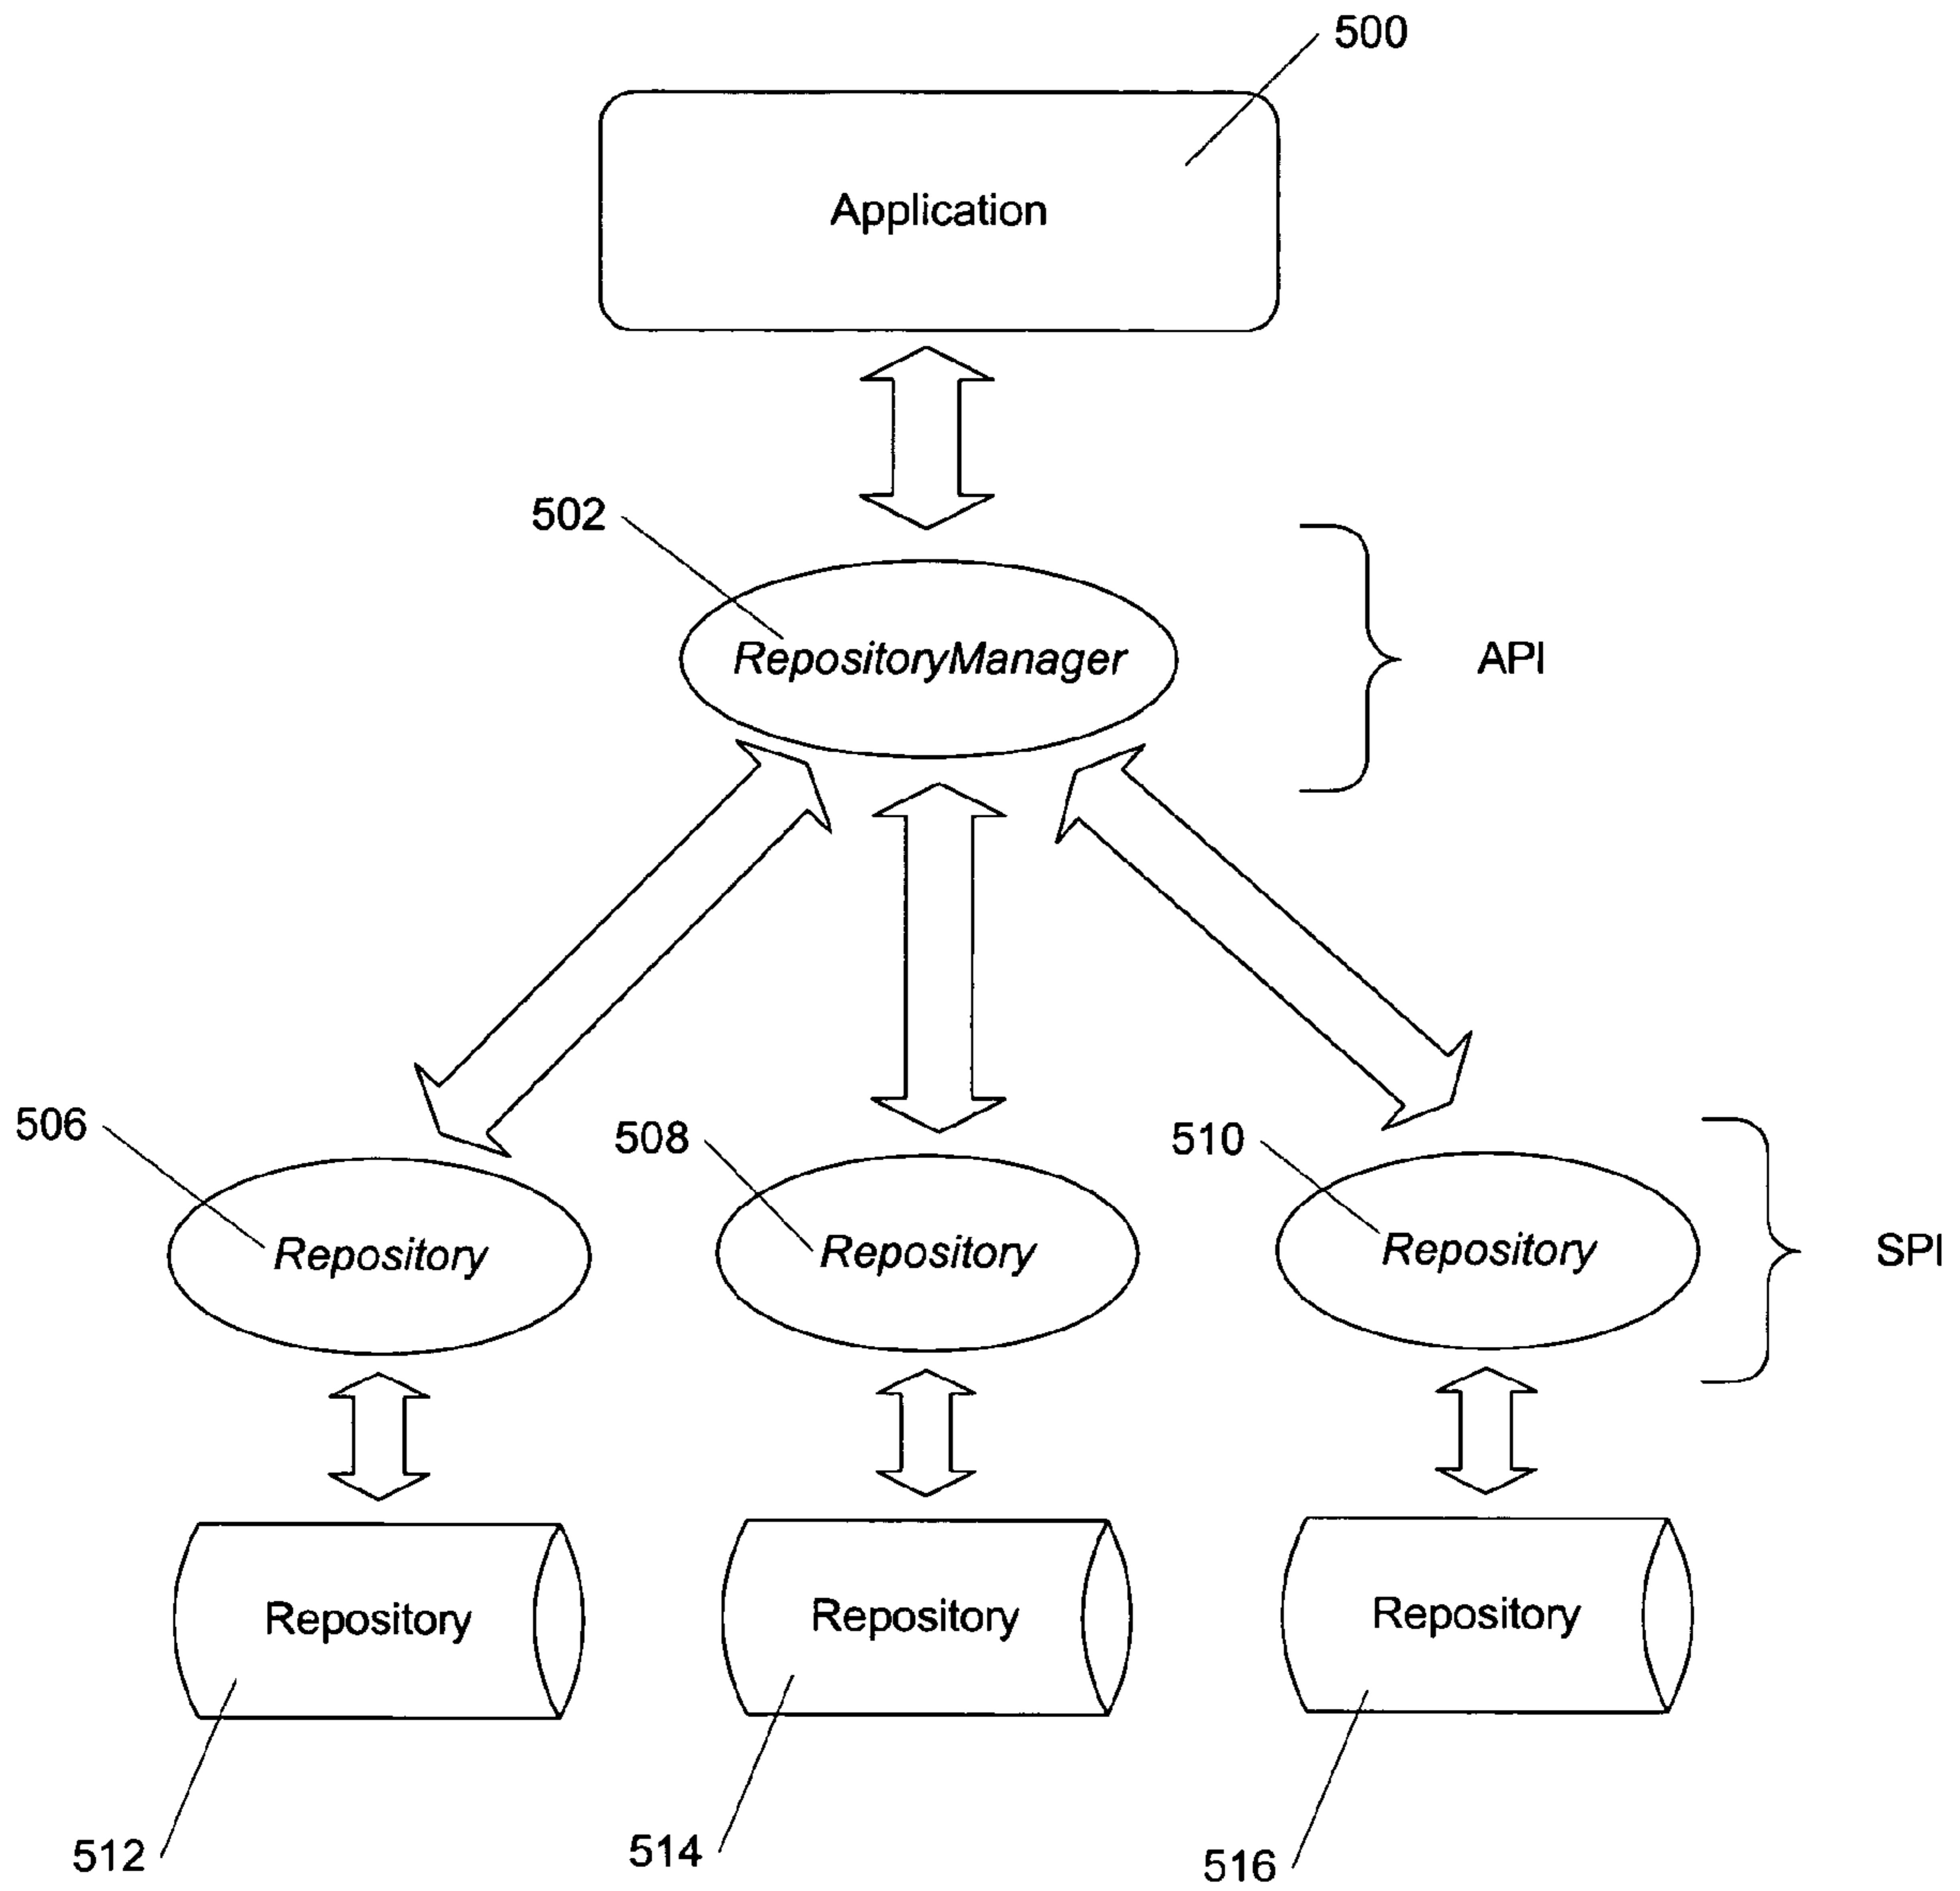 500
Application
502
RepositoryManager
API
506
508
510
Repository
Repository
Repository
SPI
Repository
Repository
Repository
512
514
516